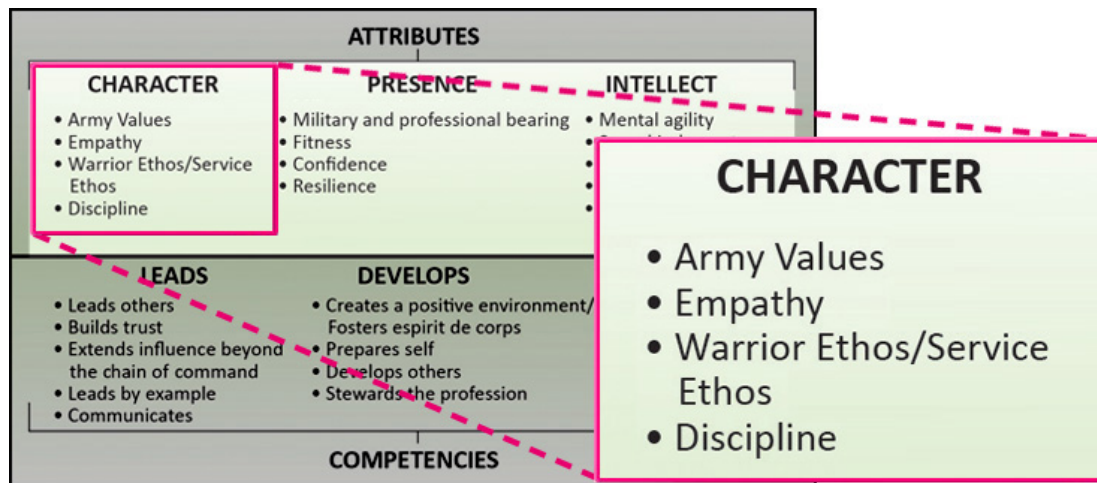 ATTRIBUTES
CHARACTER
• Army Values
• Empathy
• Warrior Ethos/Service
Ethos
• Discipline
PRESENCE
• Military and professional bearing
• Fitness
• Confidence
• Resilience
INTELLECT
• Mental agility
LEADS
• Leads others
• Builds trust
• Extends influence beyond
the chain of command
• Leads by example
• Communicates
DEVELOPS
• Creates a positive environment/
Fosters espirit de corps
• Prepares self
• Develops others
• Stewards the profession
COMPETENCIES
CHARACTER
• Army Values
• Empathy
• Warrior Ethos/Service
Ethos
• Discipline